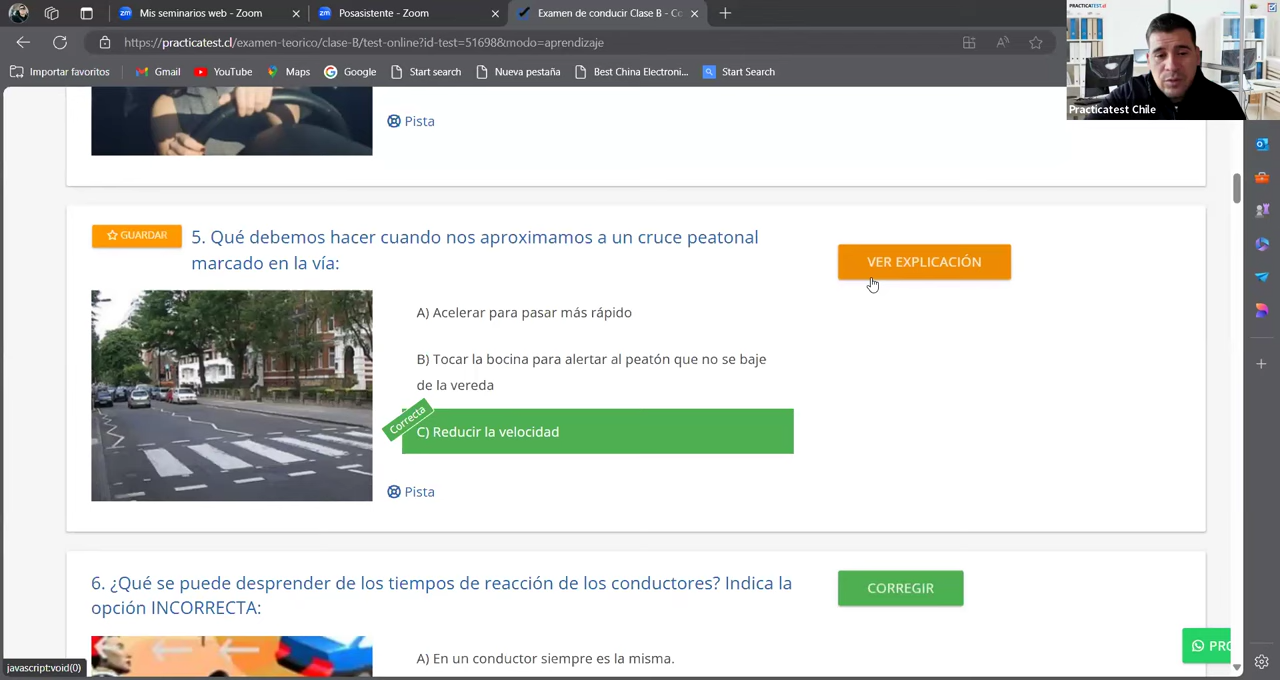 Mis seminarios web - Zoom
Posasistente - Zoom
Examen de conducir Clase B - Co
https://practicatest.cl/examen-teorico/clase-B/test-online?id-test=51698&modo=aprendizaje
Importar favoritos
Gmail
YouTube
Maps
Google
Start search
Nueva pestaña
Best China Electroni...
Start Search
PRACTICATEST.cl
Practicatest Chile
Pista
GUARDAR
5. Qué debemos hacer cuando nos aproximamos a un cruce peatonal
marcado en la vía:
VER EXPLICACIÓN
A) Acelerar para pasar más rápido
B) Tocar la bocina para alertar al peatón que no se baje
de la vereda
Correcta
C) Reducir la velocidad
Pista
6. ¿Qué se puede desprender de los tiempos de reacción de los conductores? Indica la
opción INCORRECTA:
CORREGIR
A) En un conductor siempre es la misma.
PRO
javascript:void(0)